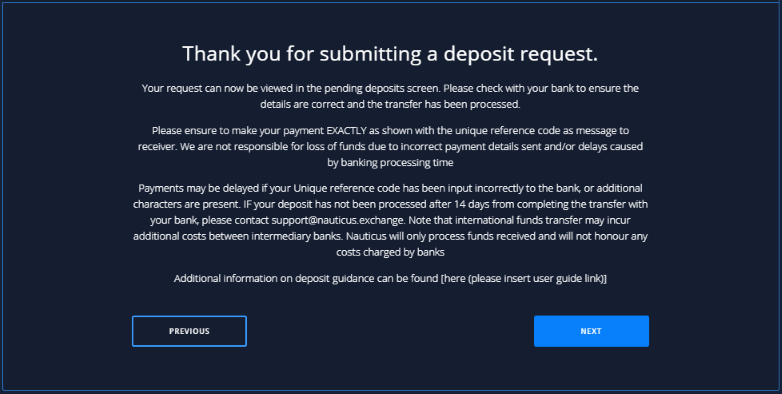 Thank you for submitting a deposit request.
Your request can now be viewed in the pending deposits screen. Please check with your bank to ensure the
details are correct and the transfer has been processed.
Please ensure to make your payment EXACTLY as shown with the unique reference code as message to
receiver. We are not responsible for loss of funds due to incorrect payment details sent and/or delays caused
by banking processing time
Payments may be delayed if your Unique reference code has been input incorrectly to the bank, or additional
characters are present. IF your deposit has not been processed after 14 days from completing the transfer with
your bank, please contact support@nauticus.exchange. Note that international funds transfer may incur
additional costs between intermediary banks. Nauticus will only process funds received and will not honour any
costs charged by banks
Additional information on deposit guidance can be found [here (please insert user guide link)]
PREVIOUS
NEXT